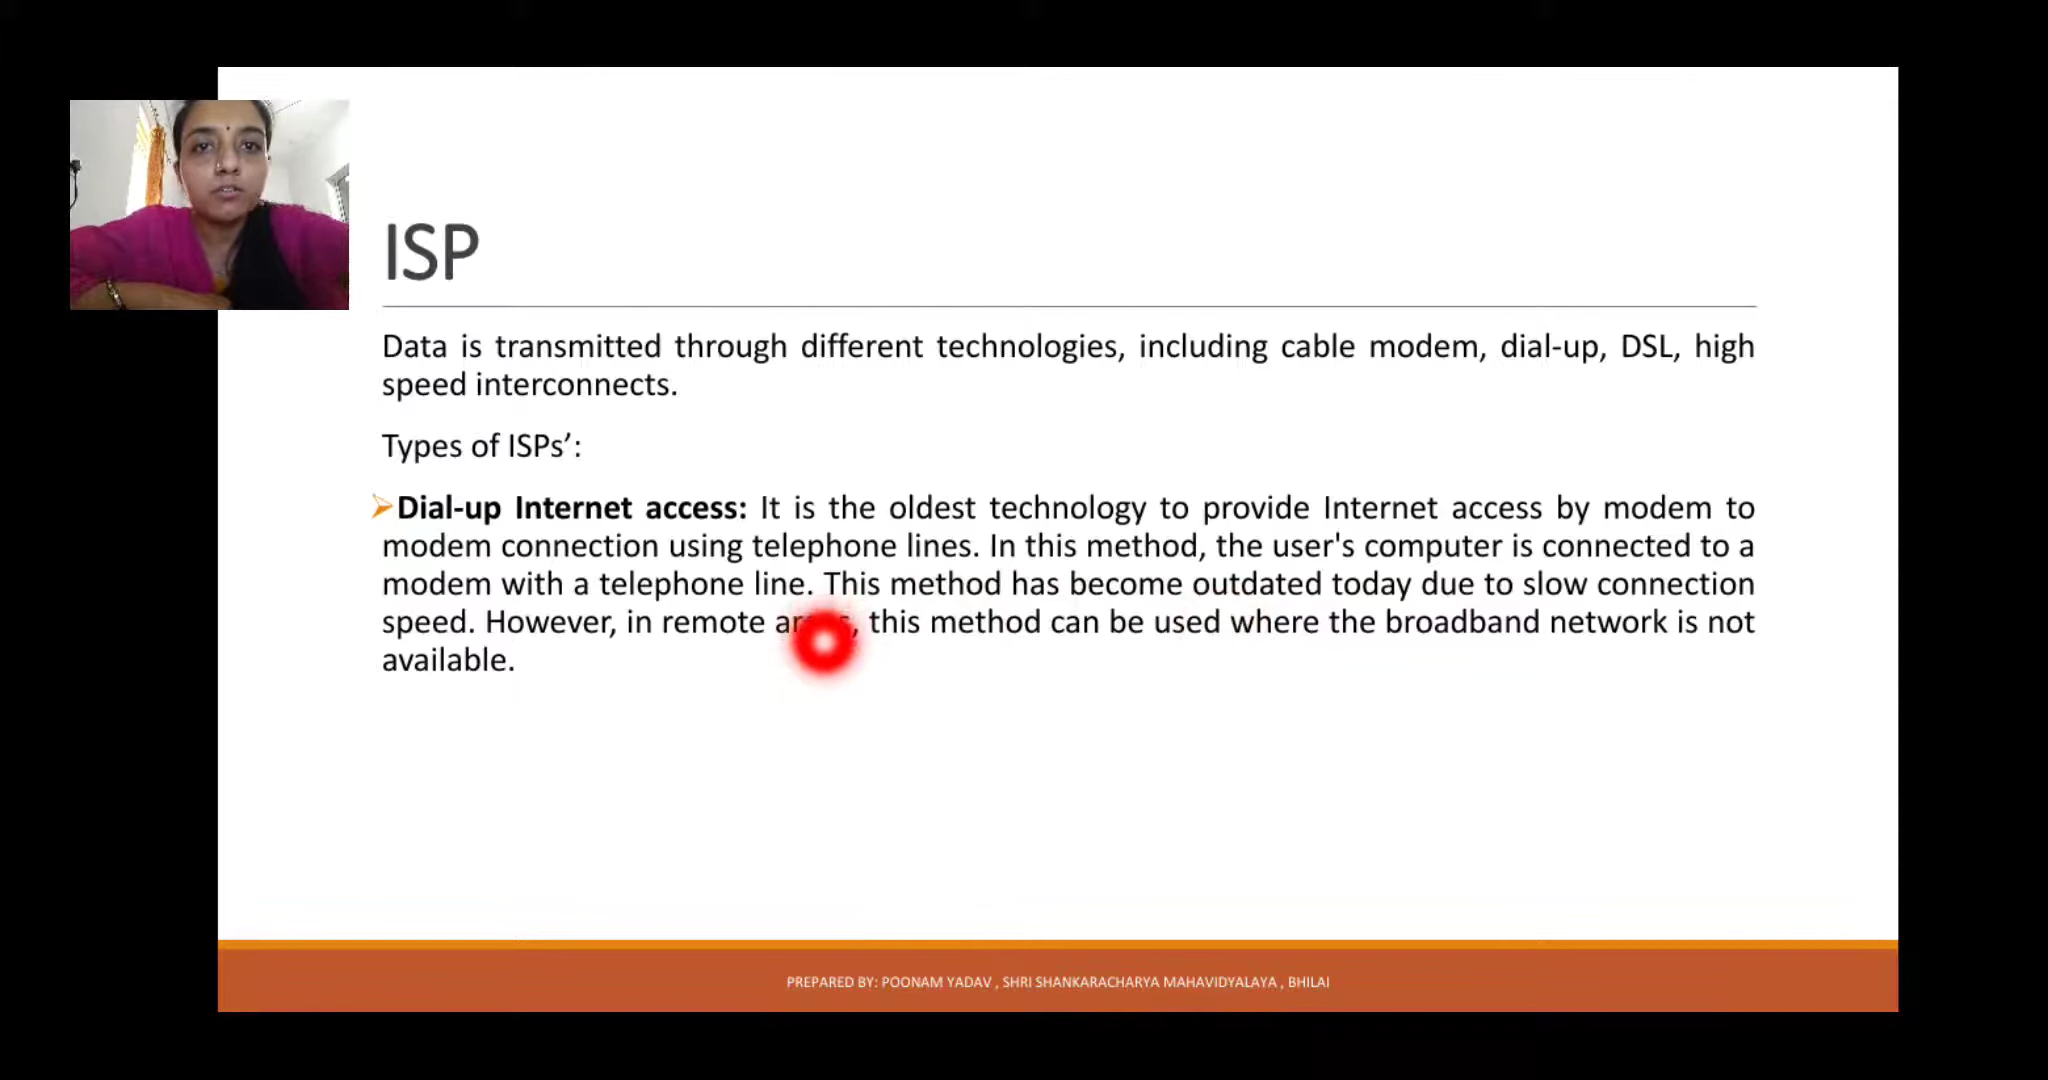 ISP
Data is transmitted through different technologies, including cable modem, dial-up, DSL, high
speed interconnects.
Types of ISPs’:
Dial-up Internet access: It is the oldest technology to provide Internet access by modem to
modem connection using telephone lines. In this method, the user's computer is connected to a
modem with a telephone line. This method has become outdated today due to slow connection
speed. However, in remote this method can be used where the broadband network is not
available.
PREPARED BY: POONAM YADAV , SHRI SHANKARACHARYA MAHAVIDYALAYA , BHILAI